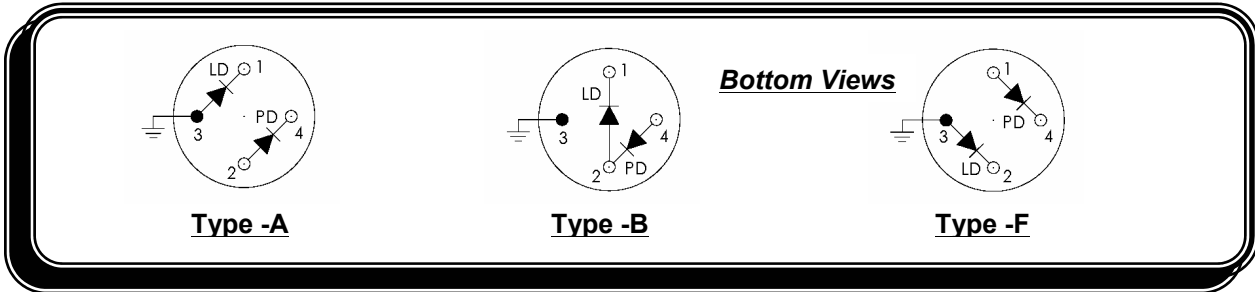 Bottom Views
LD 1
PD 4
3
2
Type -A
1
LD
3
4
2 PD
Type -B
1
PD 4
3
LD 2
Type -F